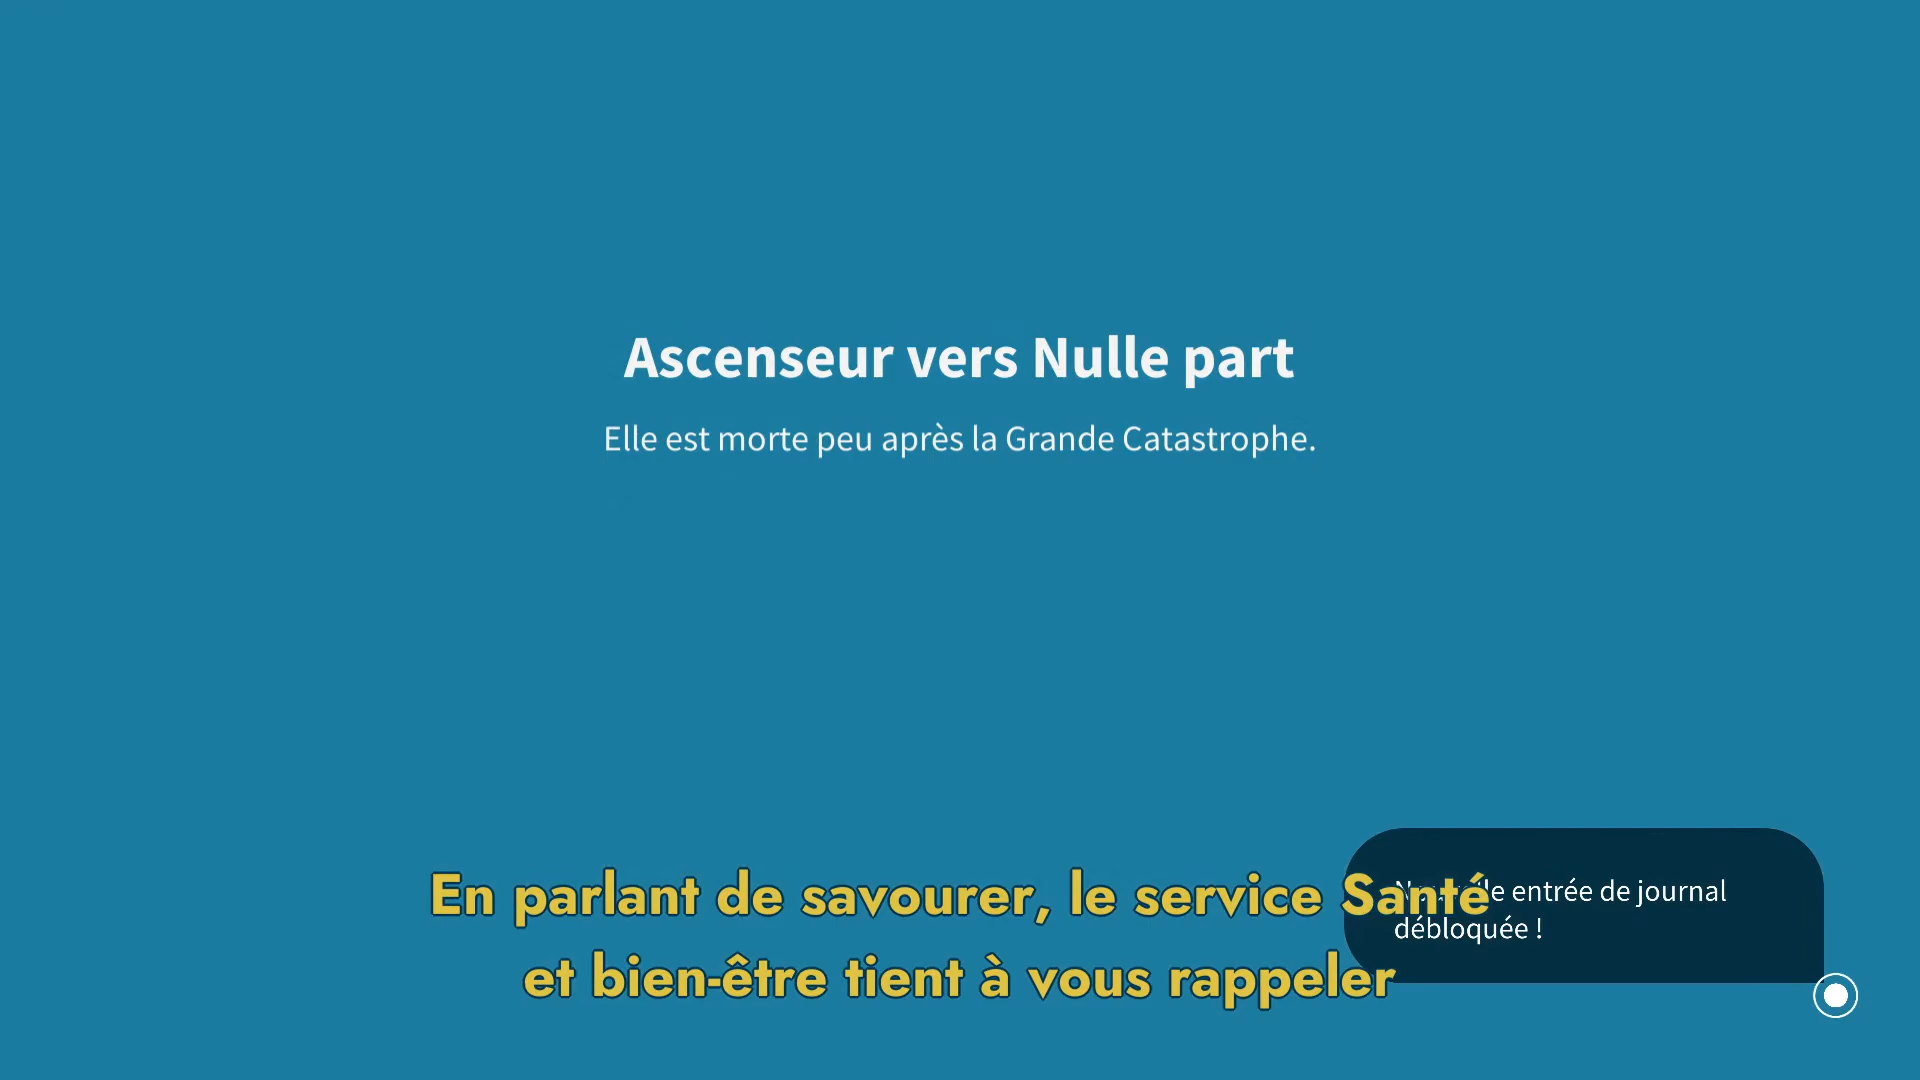 Ascenseur vers Nulle part
Elle est morte peu après la Grande Catastrophe.
En parlant de savourer, le service Santé
et bien-être tient à vous rappeler
Nouvelle entrée de journal
débloquée !